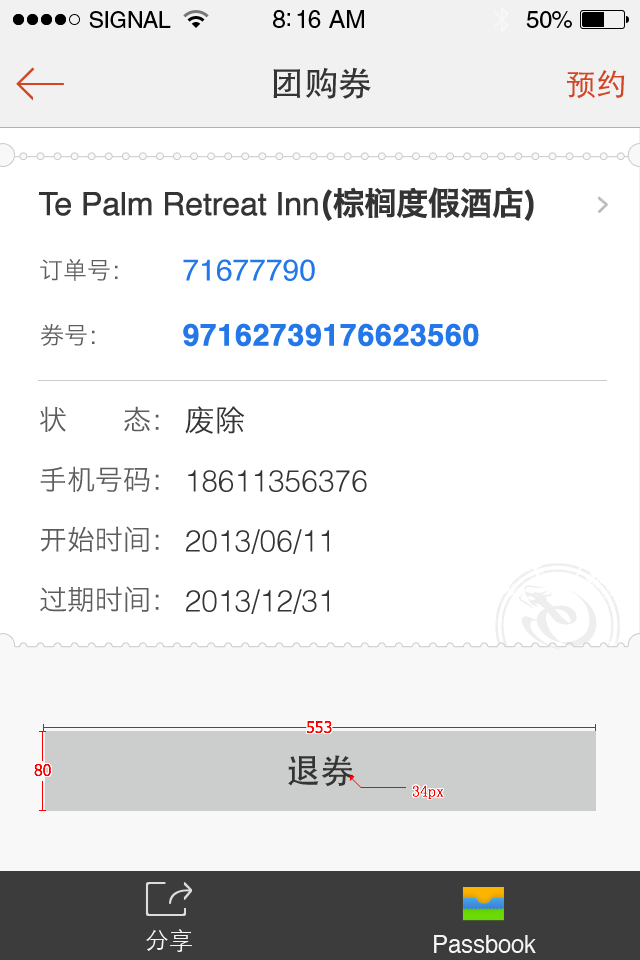 SIGNAL 8:16 AM 50%
团购券 预约
Te Palm Retreat Inn(棕榈度假酒店)
订单号: 71677790
券号: 97162739176623560
状 态: 废除
手机号码: 18611356376
开始时间: 2013/06/11
过期时间: 2013/12/31
553
80
退券
34px
分享 Passbook